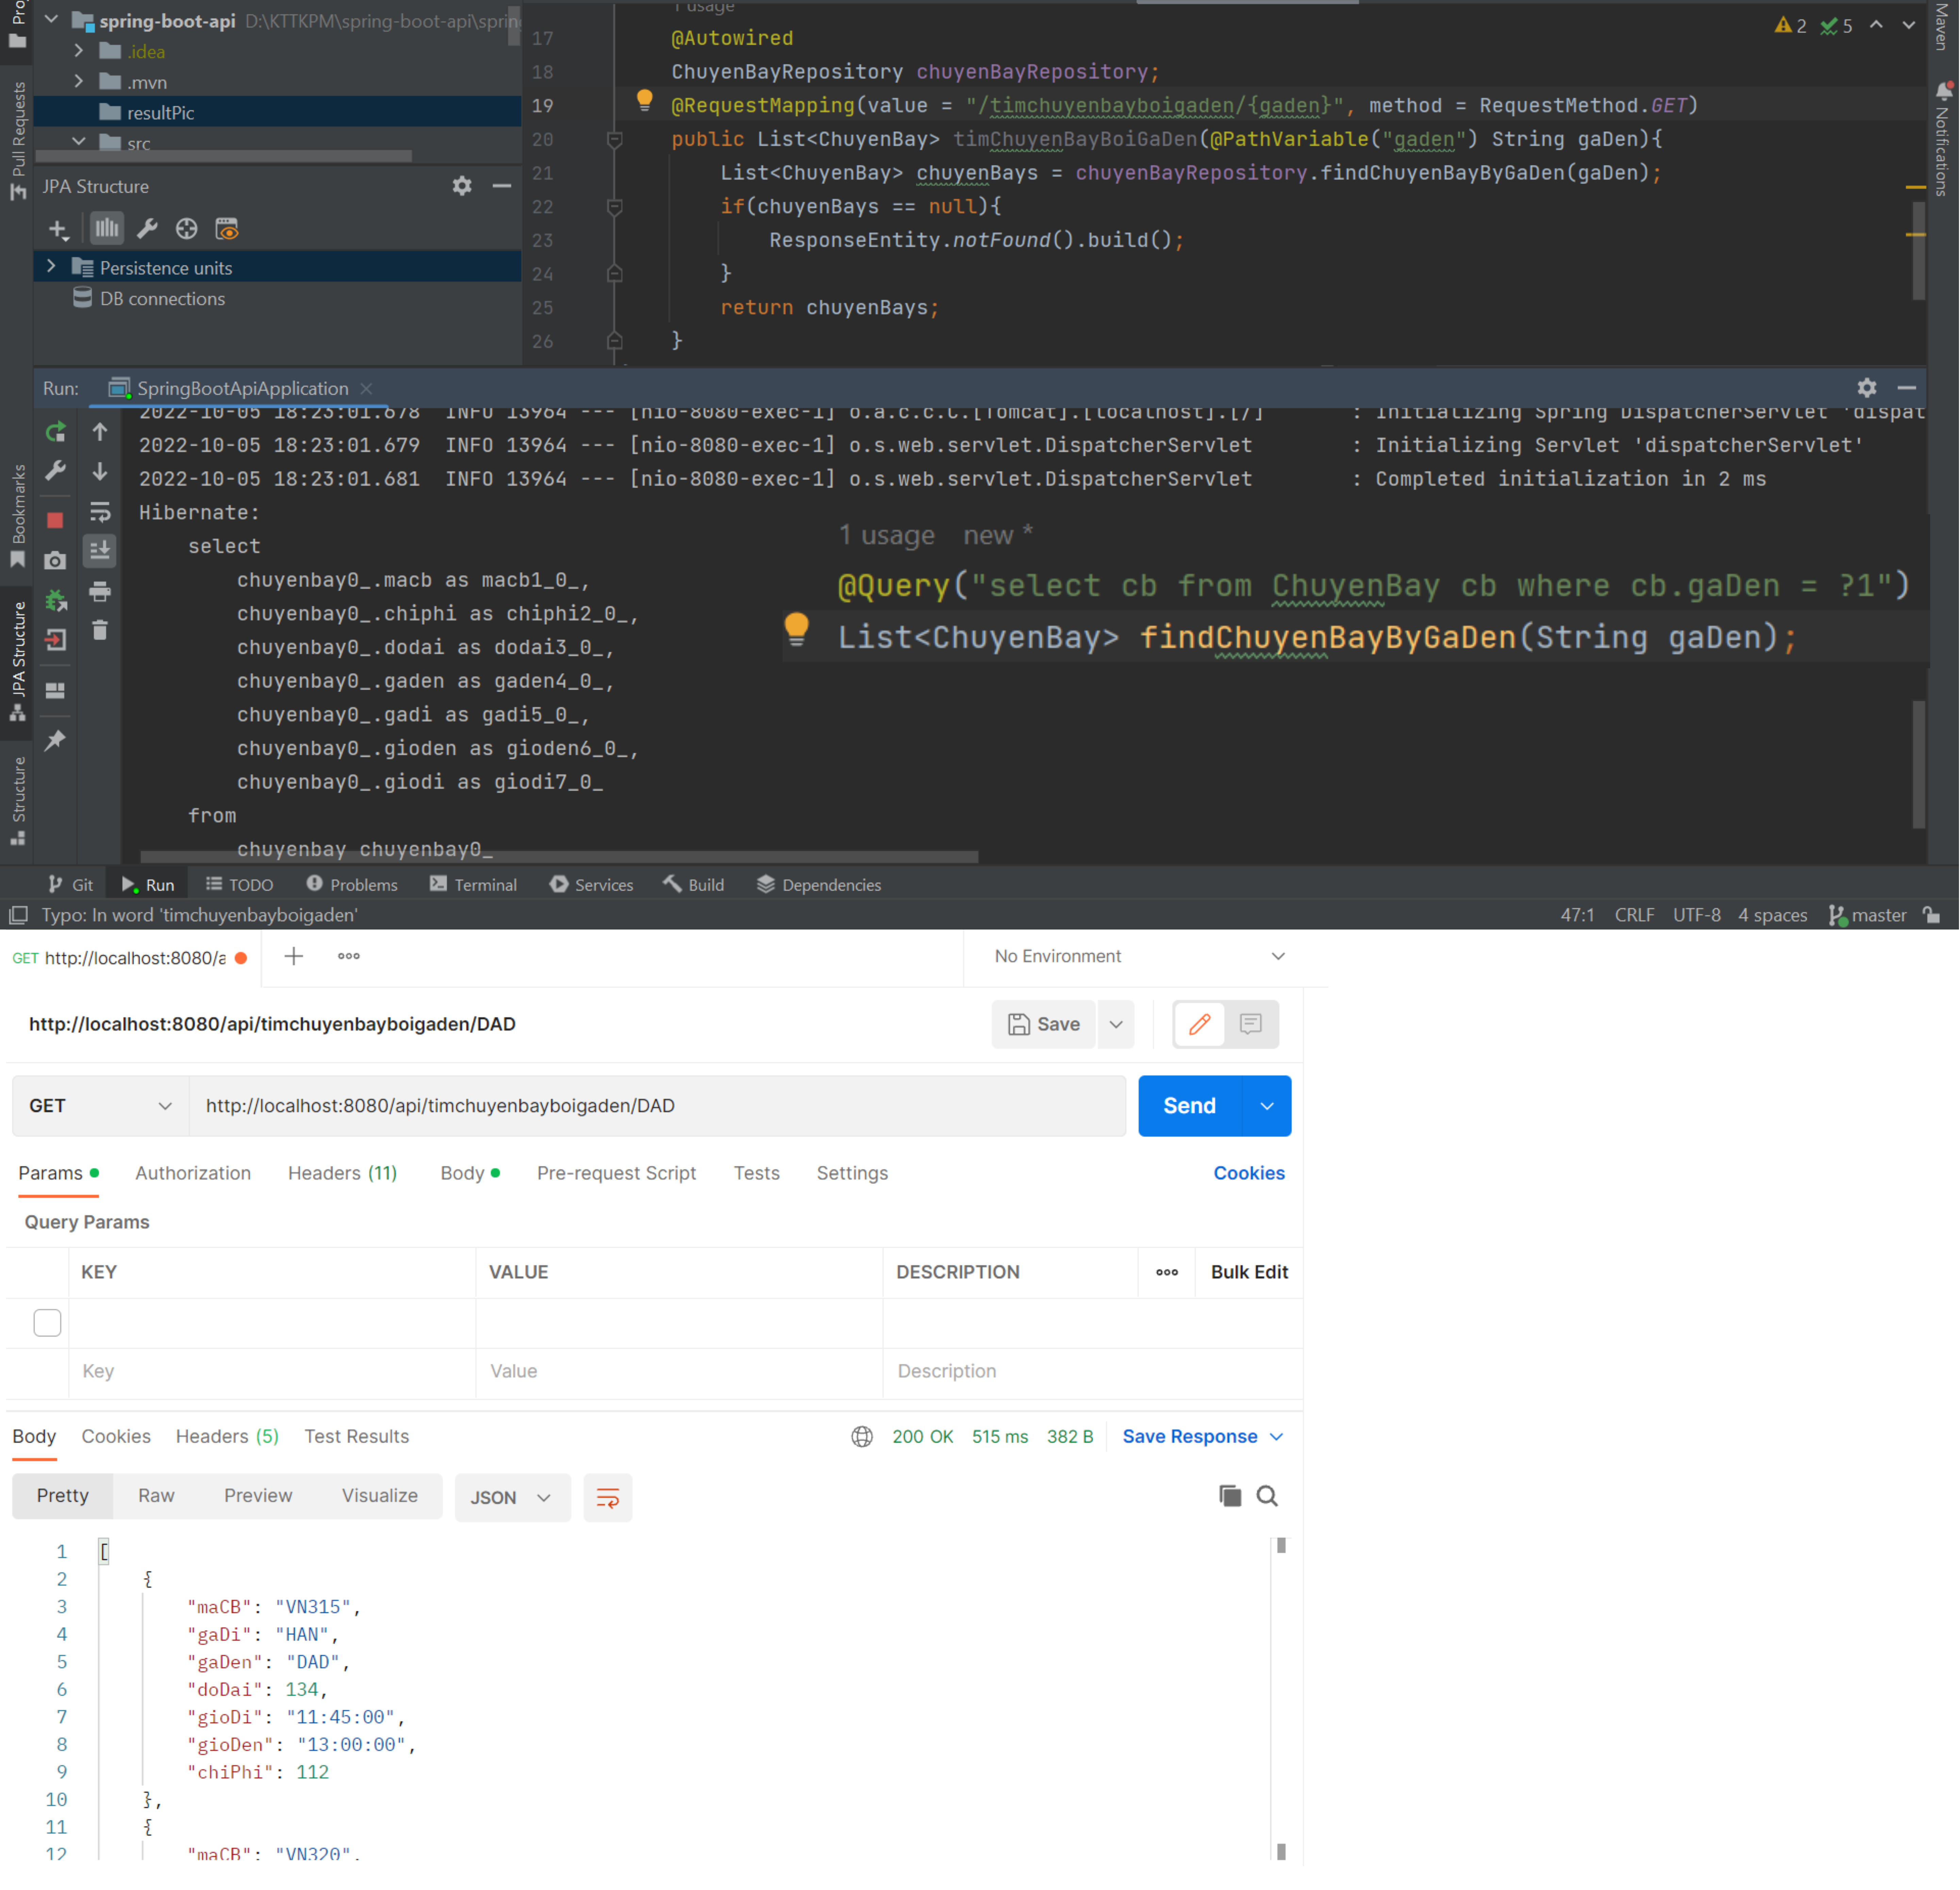 Pro
spring-boot-api D:\KTTKPM\spring-boot-api\sprin
.idea
.mvn
resultPic
src
Pull Requests
JPA Structure
Persistence units
DB connections
1 usage
17 @Autowired
18 ChuyenBayRepository chuyenBayRepository;
19 @RequestMapping(value = "/timchuyenbayboigaden/{gaden}", method = RequestMethod.GET)
20 public List<ChuyenBay> timChuyenBayBoiGaDen(@PathVariable("gaden") String gaDen){
21 List<ChuyenBay> chuyenBays = chuyenBayRepository.findChuyenBayByGaDen(gaDen);
22 if(chuyenBays == null){
23 ResponseEntity.notFound().build();
24 }
25 return chuyenBays;
26 }
2 5
Maven
Notifications
Run: SpringBootApiApplication
2022-10-05 18:23:01.678 INFO 13964 --- [nio-8080-exec-1] o.a.c.c.C.[Tomcat].[localhost].[/] : Initializing Spring DispatcherServlet 'dispat
2022-10-05 18:23:01.679 INFO 13964 --- [nio-8080-exec-1] o.s.web.servlet.DispatcherServlet : Initializing Servlet 'dispatcherServlet'
2022-10-05 18:23:01.681 INFO 13964 --- [nio-8080-exec-1] o.s.web.servlet.DispatcherServlet : Completed initialization in 2 ms
Hibernate:
select
chuyenbay0_.macb as macb1_0_,
chuyenbay0_.chiphi as chiphi2_0_,
chuyenbay0_.dodai as dodai3_0_,
chuyenbay0_.gaden as gaden4_0_,
chuyenbay0_.gadi as gadi5_0_,
chuyenbay0_.gioden as gioden6_0_,
chuyenbay0_.giodi as giodi7_0_
from
chuyenbay chuyenbay0_
1 usage new *
@Query("select cb from ChuyenBay cb where cb.gaDen = ?1")
List<ChuyenBay> findChuyenBayByGaDen(String gaDen);
Bookmarks
JPA Structure
Structure
Git Run TODO Problems Terminal Services Build Dependencies
Typo: In word 'timchuyenbayboigaden' 47:1 CRLF UTF-8 4 spaces master
GET http://localhost:8080/a No Environment
http://localhost:8080/api/timchuyenbayboigaden/DAD Save
GET http://localhost:8080/api/timchuyenbayboigaden/DAD Send
Params Authorization Headers (11) Body Pre-request Script Tests Settings Cookies
Query Params
KEY VALUE DESCRIPTION Bulk Edit
Key Value Description
Body Cookies Headers (5) Test Results 200 OK 515 ms 382 B Save Response
Pretty Raw Preview Visualize JSON
1 [
2 {
3 "maCB": "VN315",
4 "gaDi": "HAN",
5 "gaDen": "DAD",
6 "doDai": 134,
7 "gioDi": "11:45:00",
8 "gioDen": "13:00:00",
9 "chiPhi": 112
10 },
11 {
12 "maCB": "VN320",